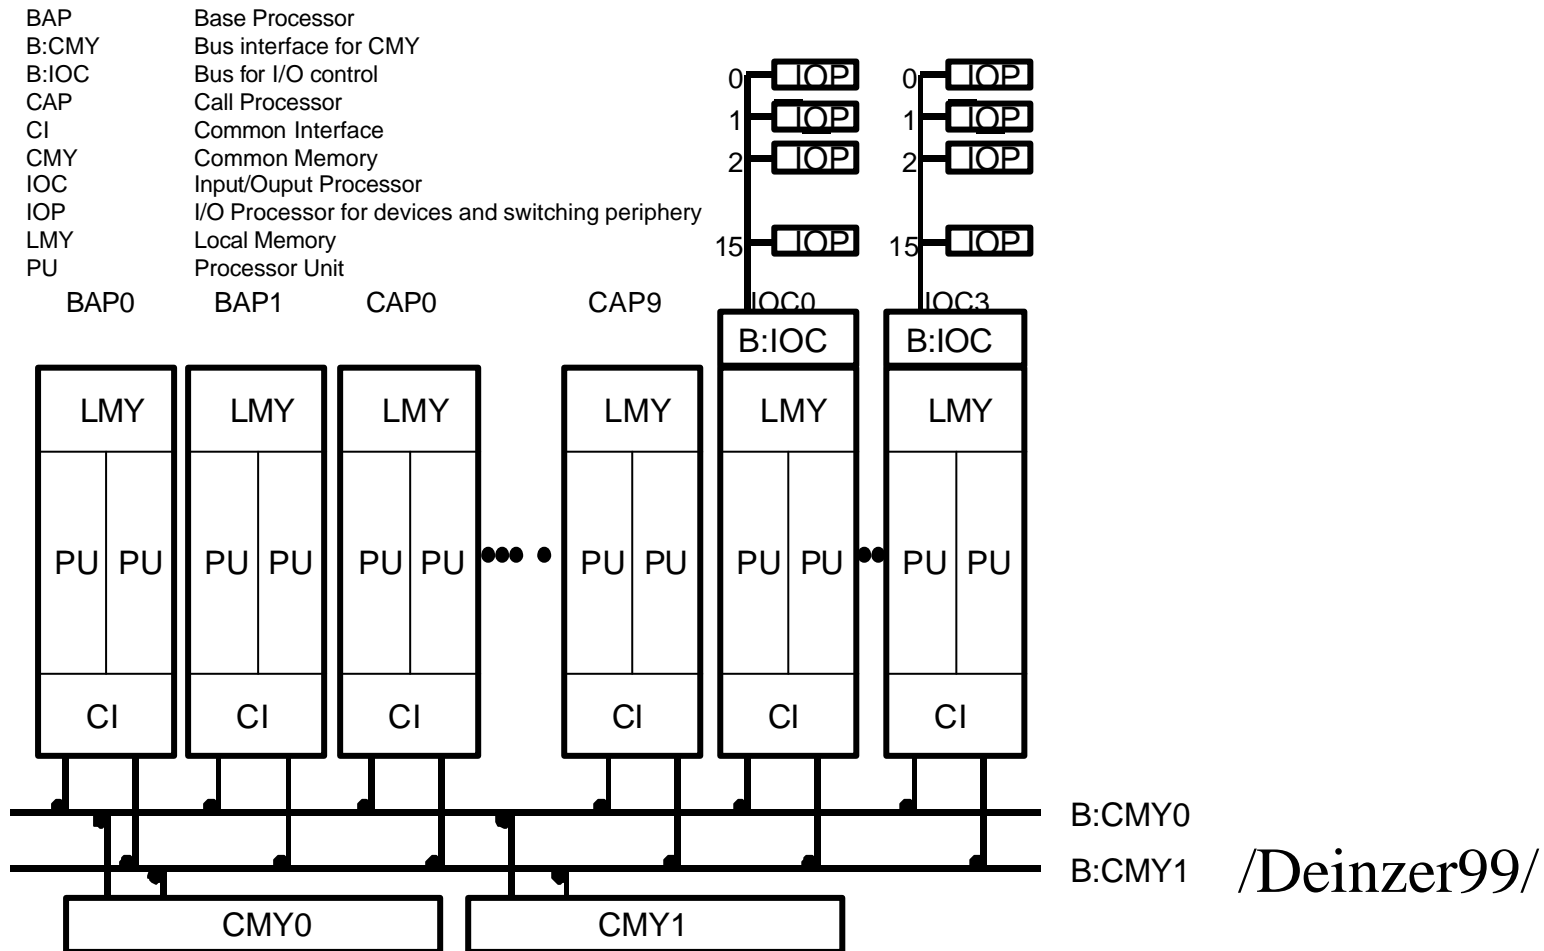 BAP Base Processor
B:CMY Bus interface for CMY
B:IOC Bus for I/O control
CAP Call Processor
CI Common Interface
CMY Common Memory
IOC Input/Ouput Processor
IOP I/O Processor for devices and switching periphery
LMY Local Memory
PU Processor Unit
0 IOP 0 IOP
1 IOP 1 IOP
2 IOP 2 IOP
15 IOP 15 IOP
BAP0 BAP1 CAP0 CAP9 IOC0 IOC3
B:IOC B:IOC
LMY LMY LMY LMY LMY LMY
PU PU PU PU PU PU PU PU PU PU PU PU
CI CI CI CI CI CI
B:CMY0
B:CMY1 /Deinzer99/
CMY0 CMY1